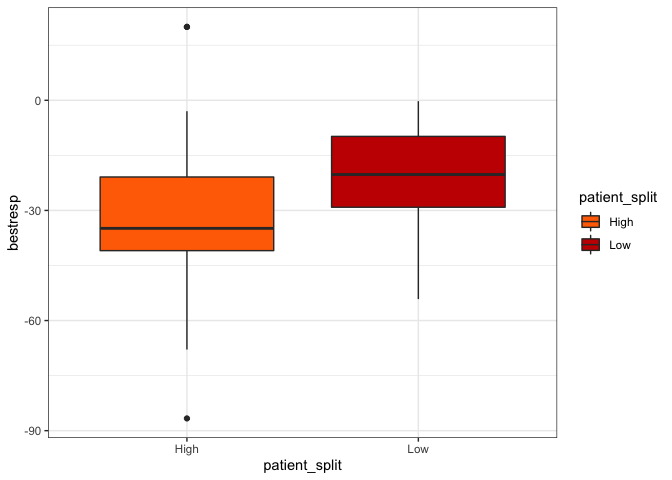 0
-30
-60
-90
bestresp
High
Low
patient_split
patient_split
High
Low